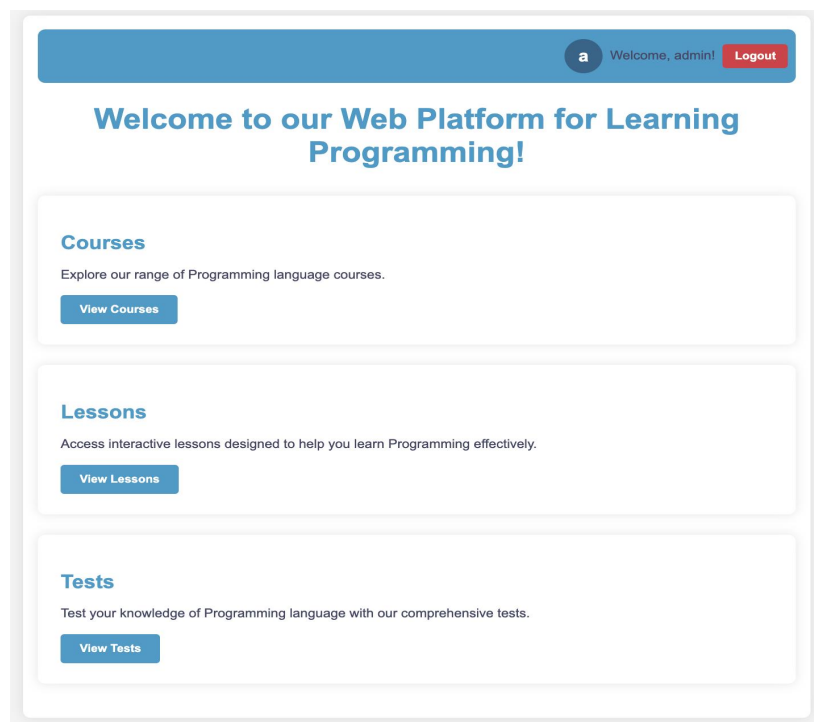 a Welcome, admin! Logout
Welcome to our Web Platform for Learning
Programming!
Courses
Explore our range of Programming language courses.
View Courses
Lessons
Access interactive lessons designed to help you learn Programming effectively.
View Lessons
Tests
Test your knowledge of Programming language with our comprehensive tests.
View Tests